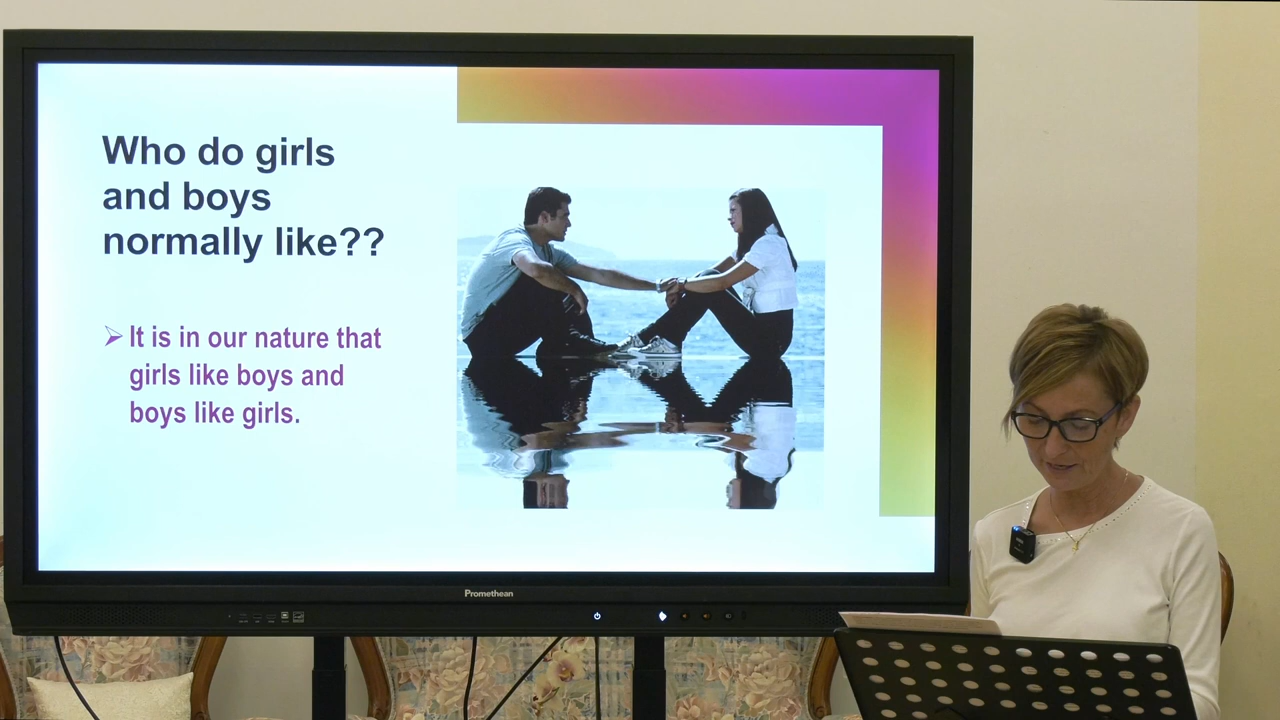 Who do girls
and boys
normally like??
It is in our nature that
girls like boys and
boys like girls.
Promethean